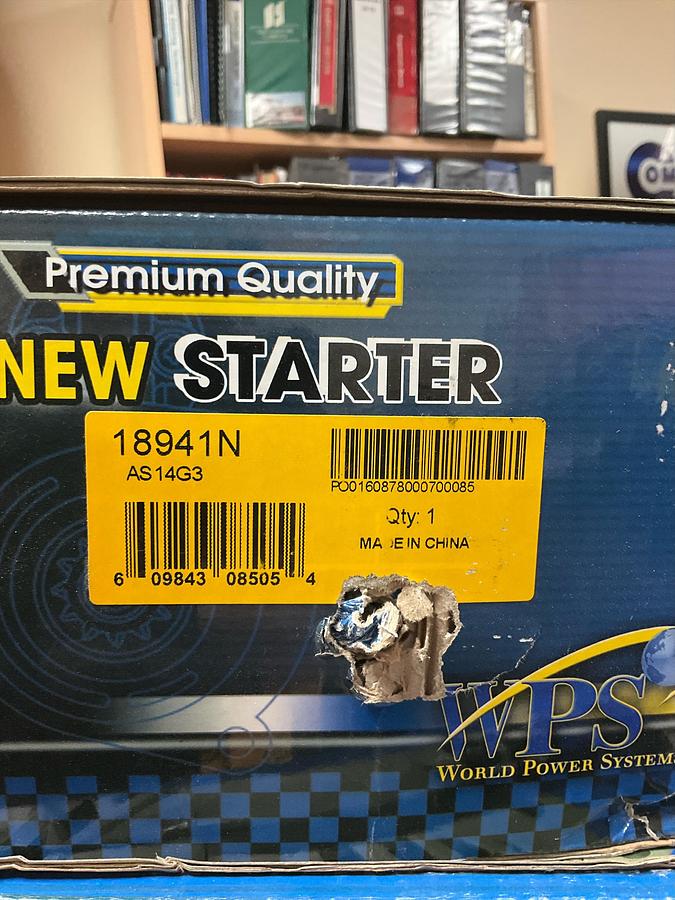 Premium Quality
NEW STARTER
18941N
AS14G3
PO0160878000700085
Qty: 1
MA E IN CHINA
6 09843 08505 4
WPS
WORLD POWER SYSTEMS